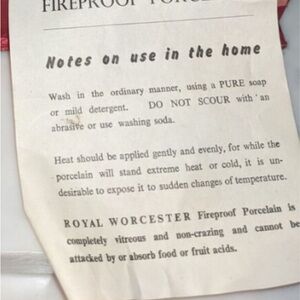 FIREPROOF
Notes on use in the home
Wash in the ordinary manner, using a PURE soap
or mild detergent. DO NOT SCOUR with an
abrasive or use washing soda.
Heat should be applied gently and evenly, for while the
porcelain will stand extreme heat or cold, it is un-
desirable to expose it to sudden changes of temperature.
ROYAL WORCESTER Fireproof Porcelain is
completely vitreous and non-crazing and cannot be
attacked by or absorb food or fruit acids.